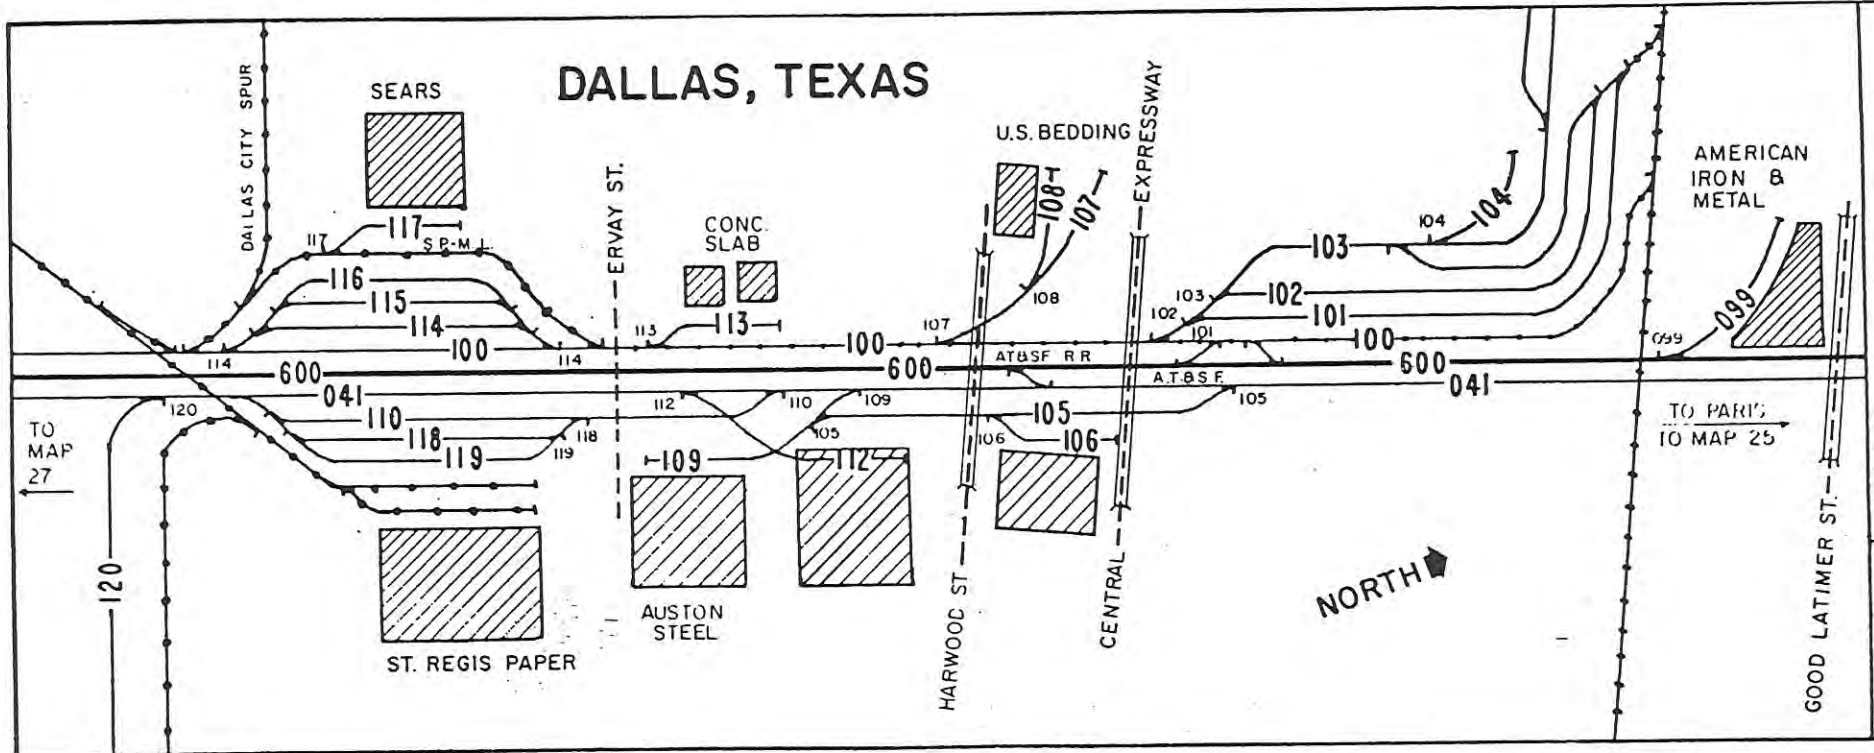 DALLAS, TEXAS
DALLAS CITY SPUR
SEARS
117
117
S P - M. L.
116
115
114
114
114
100
600
041
120
110
118
118
119
119
120
TO
MAP
27
ST. REGIS PAPER
ERVAY ST.
CONC.
SLAB
113
113
100
600
112
110
109
105
109
112
AUSTON
STEEL
U.S. BEDDING
108
107
108
107
AT&SF R R
A.T.&S.F.
105
105
106
106
HARWOOD ST
CENTRAL
EXPRESSWAY
104
104
103
103
102
102
101
101
100
600
041
099
099
AMERICAN
IRON &
METAL
TO PARIS
TO MAP 25
NORTH
GOOD LATIMER ST.